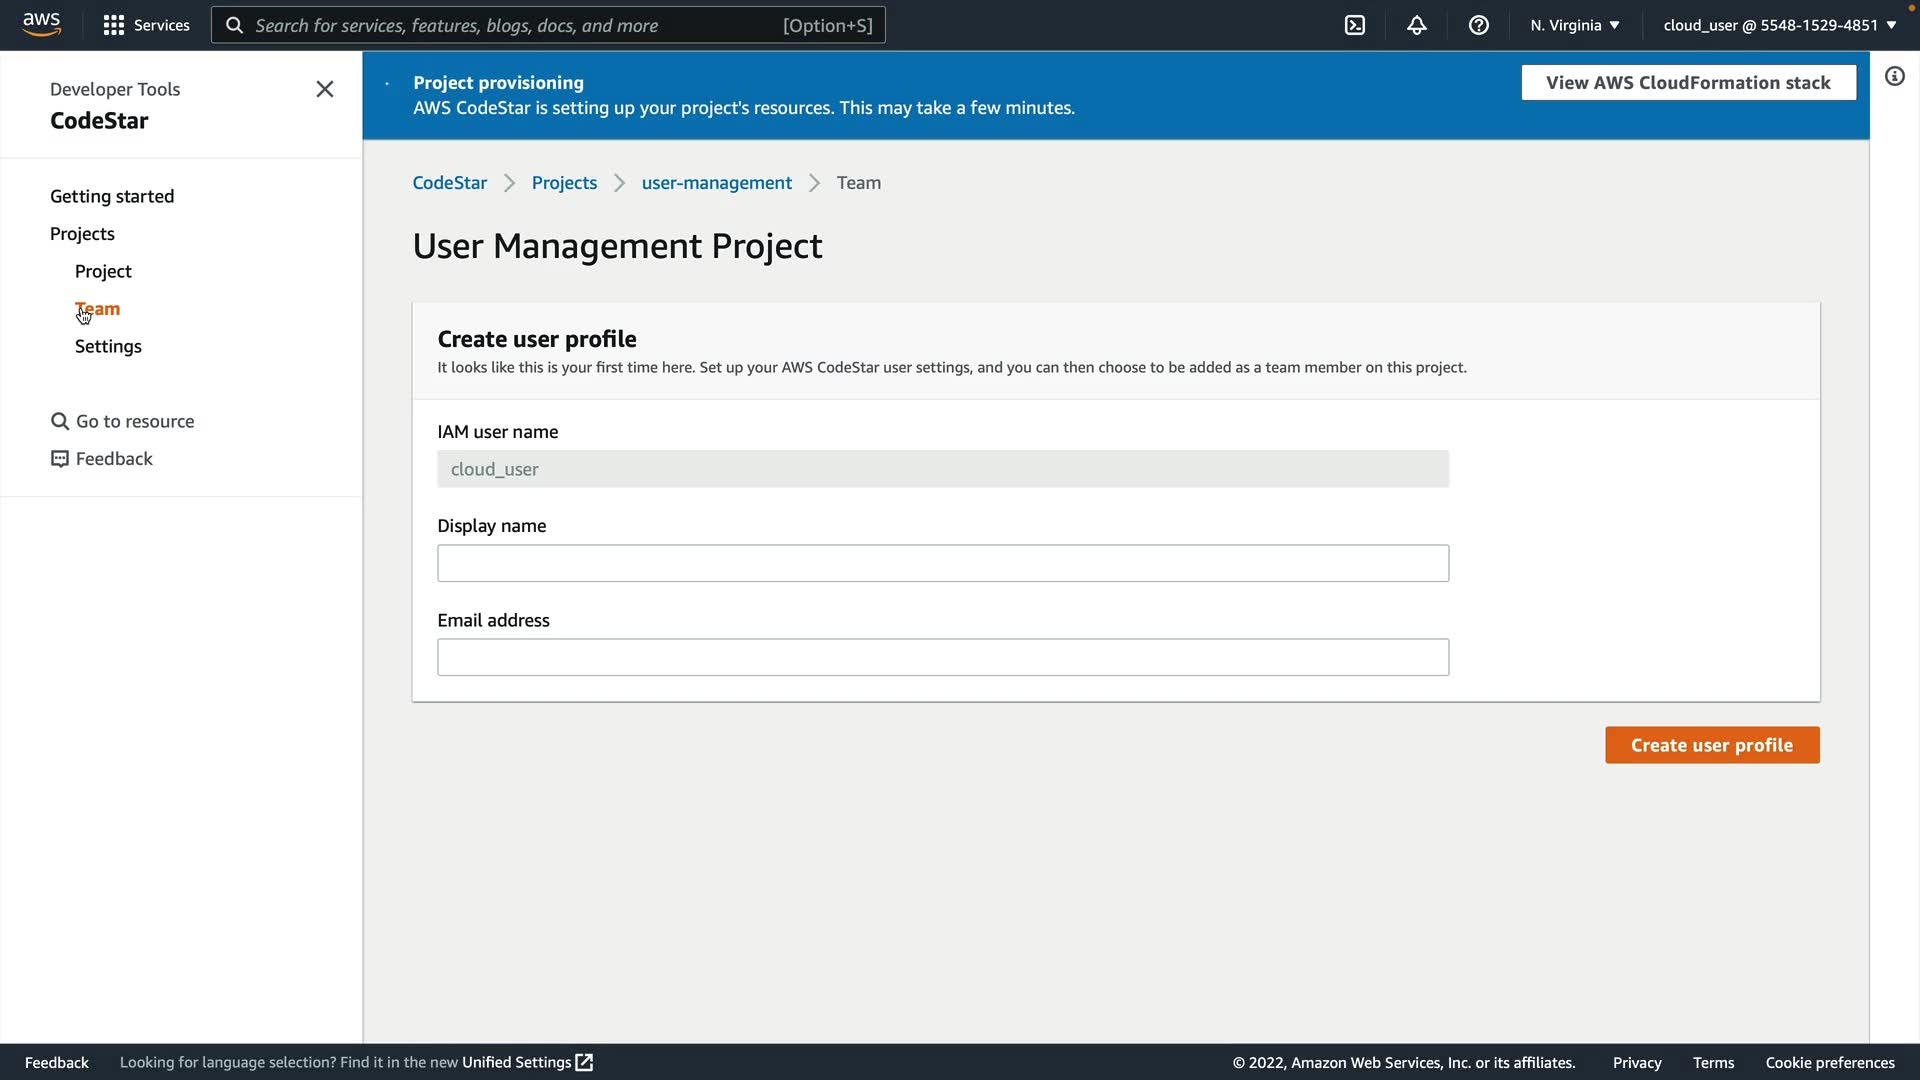 aws
Services
Search for services, features, blogs, docs, and more [Option+S]
N. Virginia ▼
cloud_user @ 5548-1529-4851 ▼
Developer Tools
CodeStar
Getting started
Projects
Project
Team
Settings
Go to resource
Feedback
Project provisioning
AWS CodeStar is setting up your project's resources. This may take a few minutes.
View AWS CloudFormation stack
CodeStar > Projects > user-management > Team
User Management Project
Create user profile
It looks like this is your first time here. Set up your AWS CodeStar user settings, and you can then choose to be added as a team member on this project.
IAM user name
cloud_user
Display name
Email address
Create user profile
Feedback
Looking for language selection? Find it in the new Unified Settings
© 2022, Amazon Web Services, Inc. or its affiliates.
Privacy
Terms
Cookie preferences